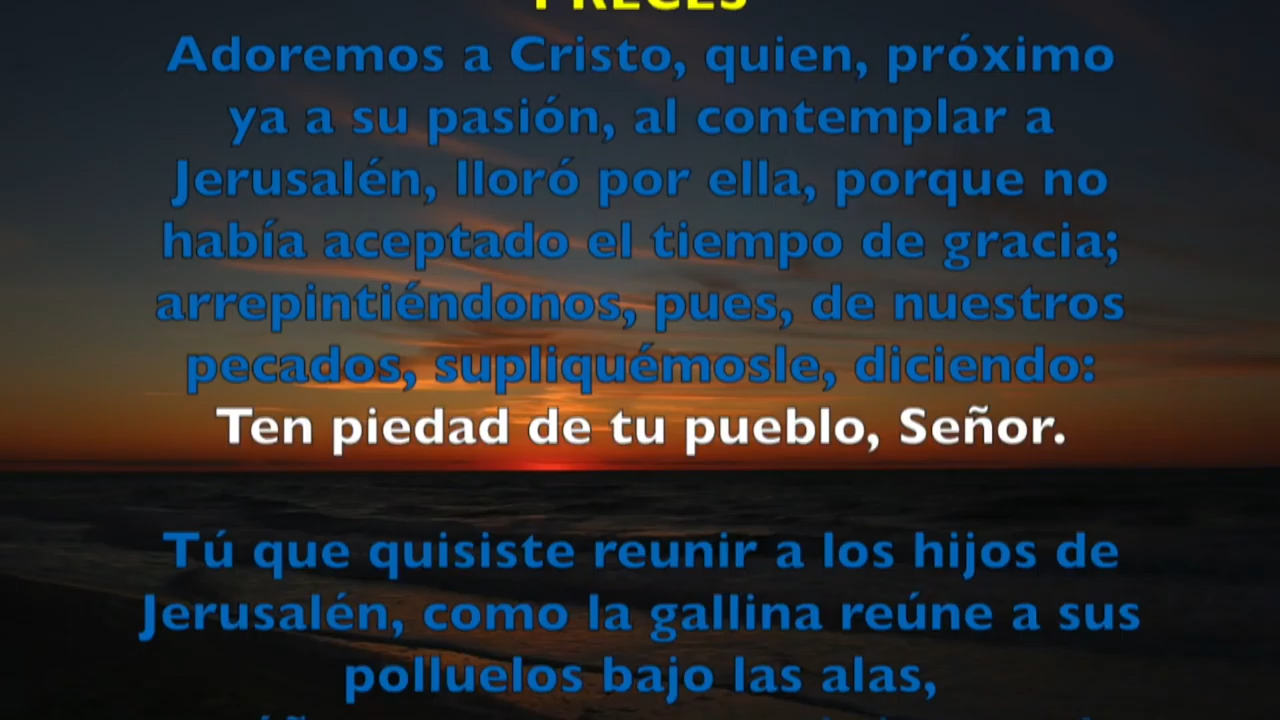 PRECES
Adoremos a Cristo, quien, próximo
ya a su pasión, al contemplar a
Jerusalén, lloró por ella, porque no
había aceptado el tiempo de gracia;
arrepintiéndonos, pues, de nuestros
pecados, supliquémosle, diciendo:
Ten piedad de tu pueblo, Señor.
Tú que quisiste reunir a los hijos de
Jerusalén, como la gallina reúne a sus
polluelos bajo las alas,